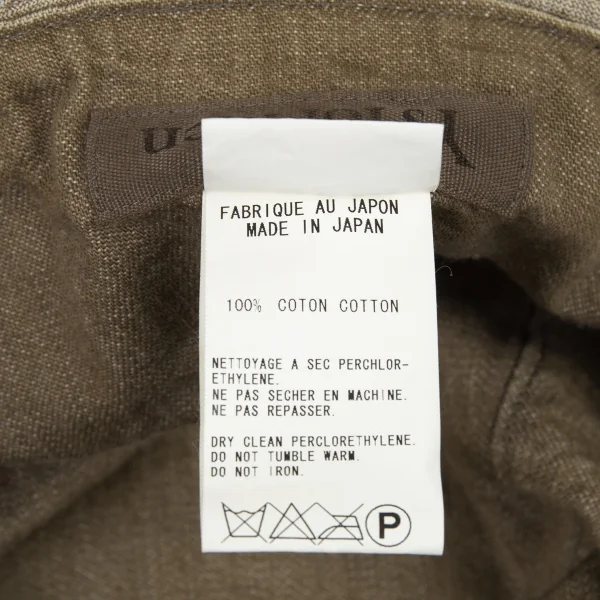 FABRIQUE AU JAPON
MADE IN JAPAN
100% COTON COTTON
NETTOYAGE A SEC PERCHLOR-
ETHYLENE.
NE PAS SECHER EN MACHINE.
NE PAS REPASSER.
DRY CLEAN PERCLORETHYLENE.
DO NOT TUMBLE WARM.
DO NOT IRON.
P